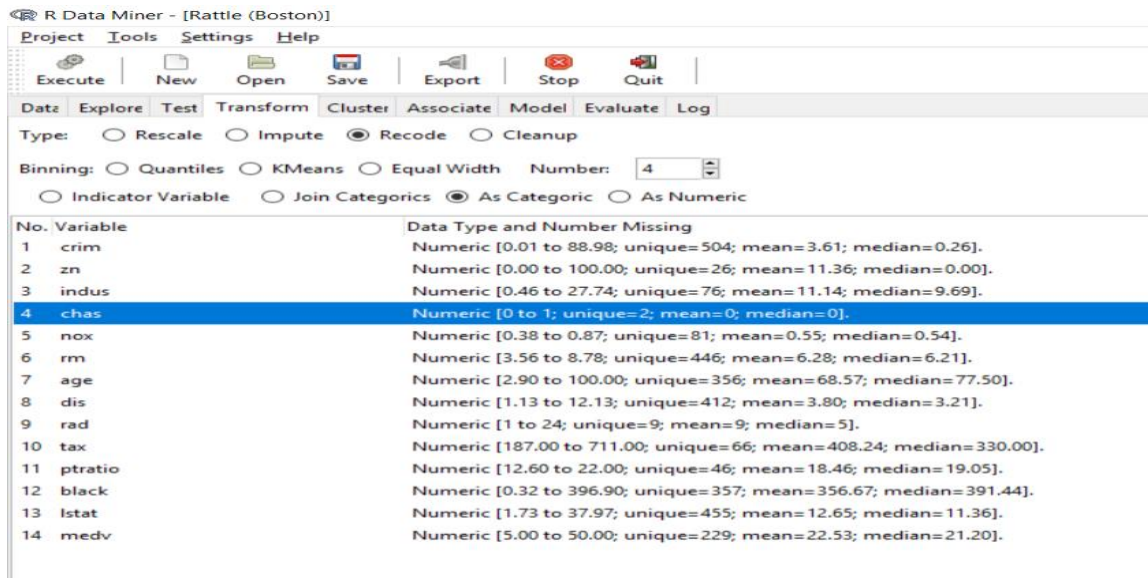 R Data Miner - [Rattle (Boston)]
Project Tools Settings Help
Execute New Open Save Export Stop Quit
Data Explore Test Transform Cluster Associate Model Evaluate Log
Type: Rescale Impute Recode Cleanup
Binning: Quantiles KMeans Equal Width Number: 4
Indicator Variable Join Categorics As Categoric As Numeric
No. Variable Data Type and Number Missing
1 crim Numeric [0.01 to 88.98; unique=504; mean=3.61; median=0.26].
2 zn Numeric [0.00 to 100.00; unique=26; mean=11.36; median=0.00].
3 indus Numeric [0.46 to 27.74; unique=76; mean=11.14; median=9.69].
4 chas Numeric [0 to 1; unique=2; mean=0; median=0].
5 nox Numeric [0.38 to 0.87; unique=81; mean=0.55; median=0.54].
6 rm Numeric [3.56 to 8.78; unique=446; mean=6.28; median=6.21].
7 age Numeric [2.90 to 100.00; unique=356; mean=68.57; median=77.50].
8 dis Numeric [1.13 to 12.13; unique=412; mean=3.80; median=3.21].
9 rad Numeric [1 to 24; unique=9; mean=9; median=5].
10 tax Numeric [187.00 to 711.00; unique=66; mean=408.24; median=330.00].
11 ptratio Numeric [12.60 to 22.00; unique=46; mean=18.46; median=19.05].
12 black Numeric [0.32 to 396.90; unique=357; mean=356.67; median=391.44].
13 lstat Numeric [1.73 to 37.97; unique=455; mean=12.65; median=11.36].
14 medv Numeric [5.00 to 50.00; unique=229; mean=22.53; median=21.20].